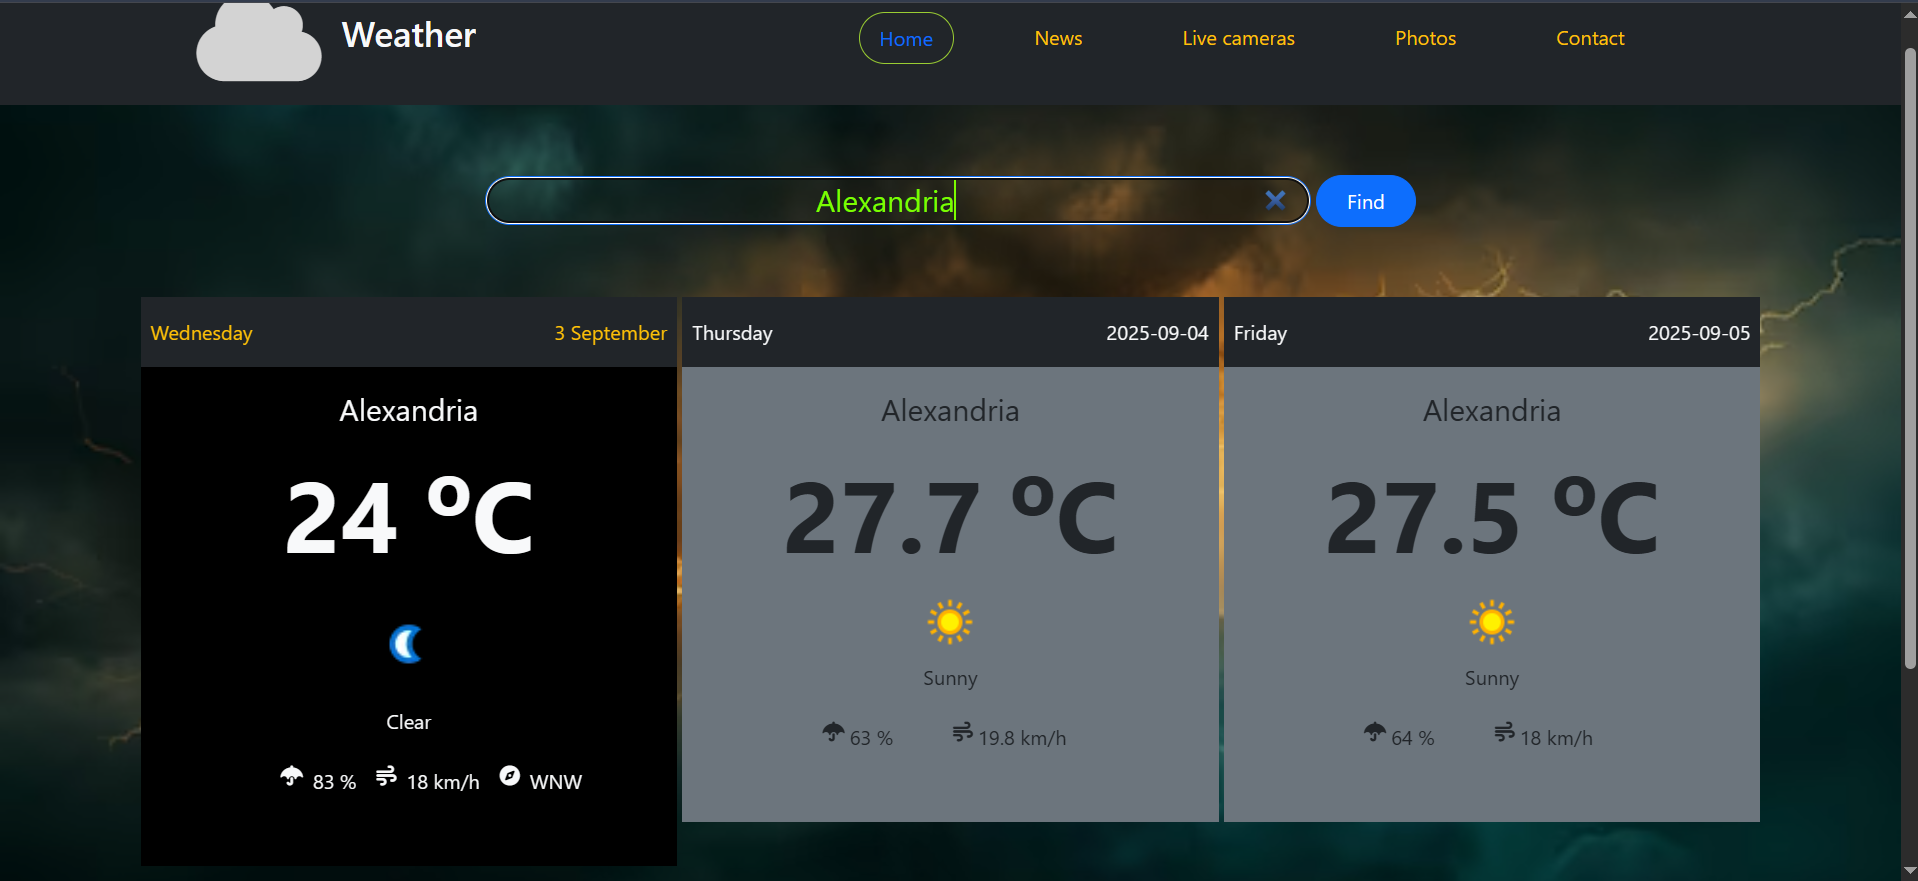 Weather
Home News Live cameras Photos Contact
Alexandria
Find
Wednesday 3 September
Alexandria
24 °C
Clear
83 % 18 km/h WNW
Thursday 2025-09-04
Alexandria
27.7 °C
Sunny
63 % 19.8 km/h
Friday 2025-09-05
Alexandria
27.5 °C
Sunny
64 % 18 km/h